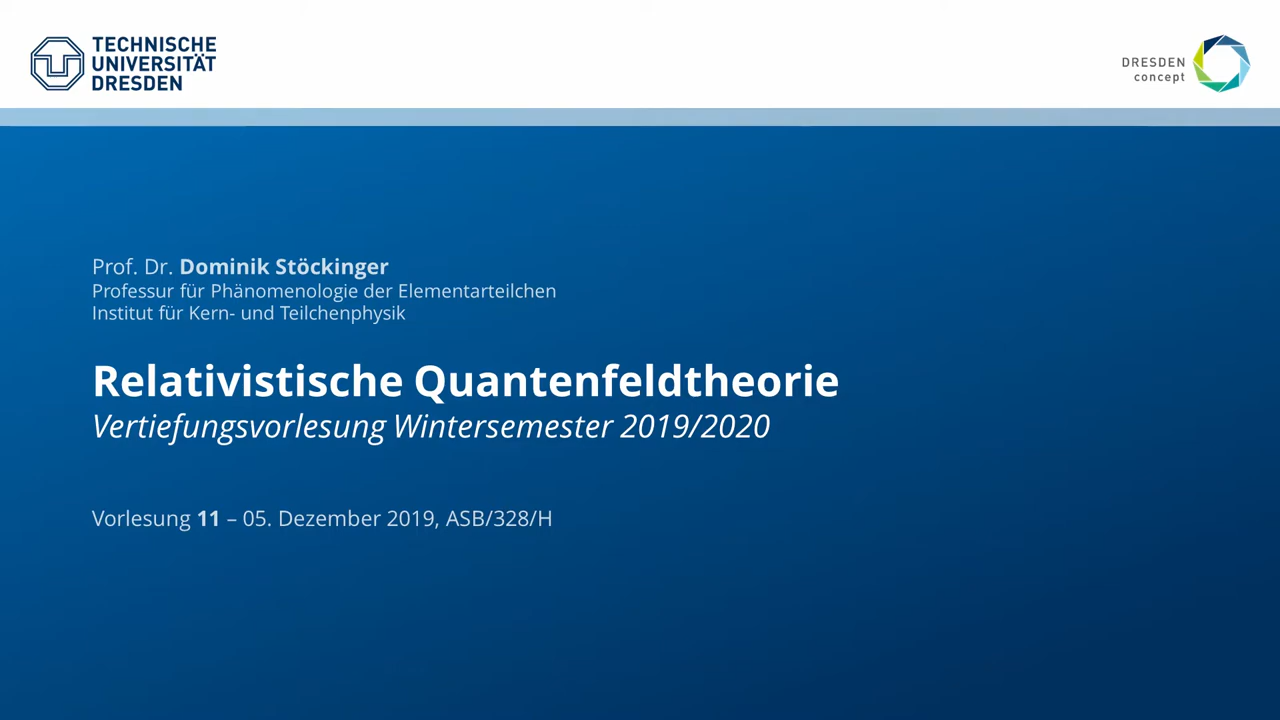 TECHNISCHE
UNIVERSITÄT
DRESDEN
DRESDEN
concept
Prof. Dr. Dominik Stöckinger
Professur für Phänomenologie der Elementarteilchen
Institut für Kern- und Teilchenphysik
Relativistische Quantenfeldtheorie
Vertiefungsvorlesung Wintersemester 2019/2020
Vorlesung 11 – 05. Dezember 2019, ASB/328/H